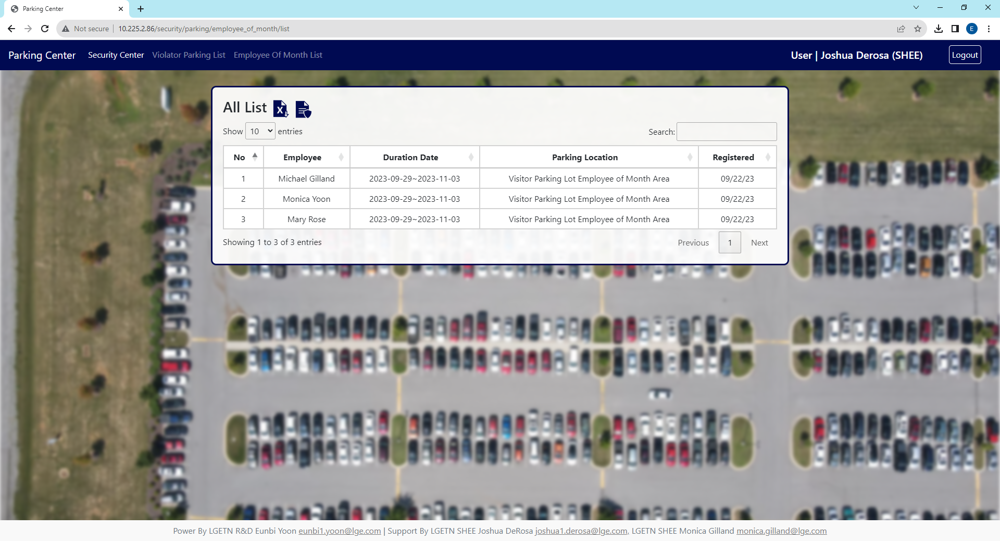 Parking Center
Not secure | 10.225.2.86/security/parking/employee_of_month/list
E
Parking Center Security Center Violator Parking List Employee Of Month List User | Joshua Derosa (SHEE) Logout
All List X
Show 10 entries Search:
No Employee Duration Date Parking Location Registered
1 Michael Gilland 2023-09-29~2023-11-03 Visitor Parking Lot Employee of Month Area 09/22/23
2 Monica Yoon 2023-09-29~2023-11-03 Visitor Parking Lot Employee of Month Area 09/22/23
3 Mary Rose 2023-09-29~2023-11-03 Visitor Parking Lot Employee of Month Area 09/22/23
Showing 1 to 3 of 3 entries Previous 1 Next
Power By LGETN R&D Eunbi Yoon eunbi1.yoon@lge.com | Support By LGETN SHEE Joshua DeRosa joshua1.derosa@lge.com, LGETN SHEE Monica Gilland monica.gilland@lge.com